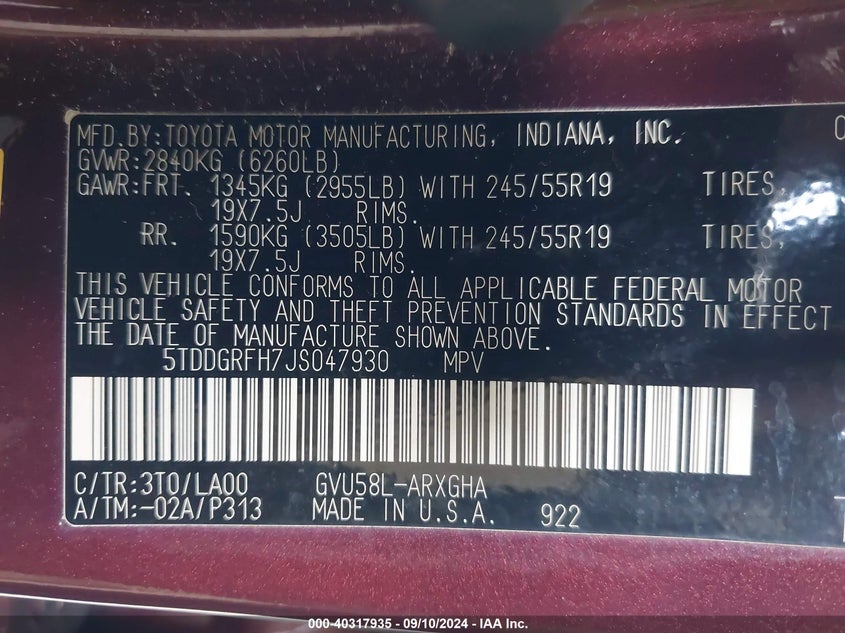 MFD.BY:TOYOTA MOTOR MANUFACTURING, INDIANA, INC.
GVWR:2840KG (6260LB)
GAWR:FRT. 1345KG (2955LB) WITH 245/55R19 TIRES,
19X7.5J RIMS.
RR. 1590KG (3505LB) WITH 245/55R19 TIRES,
19X7.5J RIMS.
THIS VEHICLE CONFORMS TO ALL APPLICABLE FEDERAL MOTOR
VEHICLE SAFETY AND THEFT PREVENTION STANDARDS IN EFFECT
THE DATE OF MANUFACTURE SHOWN ABOVE.
5TDDGRFH7JS047930 MPV
C/TR:3T0/LA00 GVU58L-ARXGHA
A/TM:-02A/P313 MADE IN U.S.A. 922
000-40317935 - 09/10/2024 - IAA Inc.